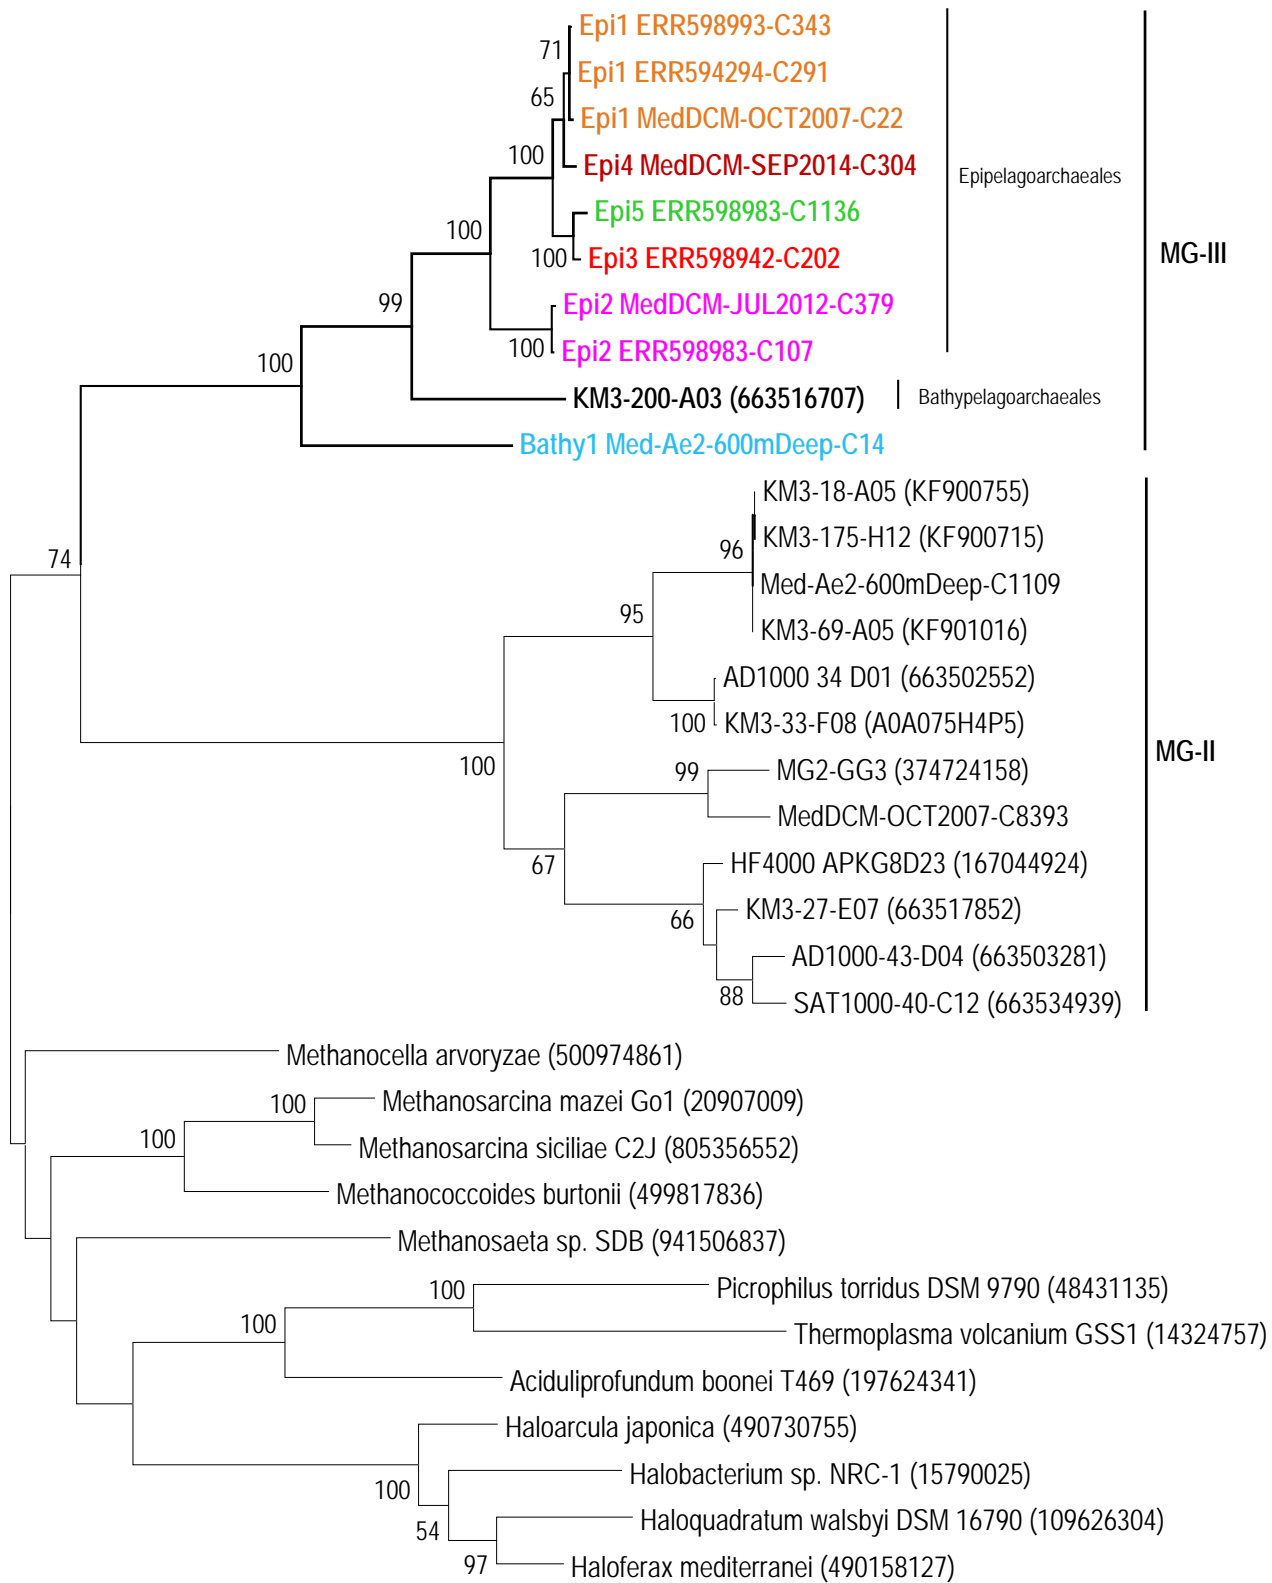 Epi1 ERR598993-C343
71
Epi1 ERR594294-C291
65
Epi1 MedDCM-OCT2007-C22
100
Epi4 MedDCM-SEP2014-C304
Epipelagoarchaeales
Epi5 ERR598983-C1136
100
MG-III
100
Epi3 ERR598942-C202
99
Epi2 MedDCM-JUL2012-C379
100
Epi2 ERR598983-C107
100
KM3-200-A03 (663516707)
Bathypelagoarchaeales
Bathy1 Med-Ae2-600mDeep-C14
KM3-18-A05 (KF900755)
KM3-175-H12 (KF900715)
96
74
Med-Ae2-600mDeep-C1109
95
KM3-69-A05 (KF901016)
AD1000 34 D01 (663502552)
100
KM3-33-F08 (A0A075H4P5)
MG-II
100
99
MG2-GG3 (374724158)
MedDCM-OCT2007-C8393
67
HF4000 APKG8D23 (167044924)
66
KM3-27-E07 (663517852)
AD1000-43-D04 (663503281)
88
SAT1000-40-C12 (663534939)
Methanocella arvoryzae (500974861)
100
Methanosarcina mazei Go1 (20907009)
100
Methanosarcina siciliae C2J (805356552)
Methanococcoides burtonii (499817836)
Methanosaeta sp. SDB (941506837)
100
Picrophilus torridus DSM 9790 (48431135)
100
Thermoplasma volcanium GSS1 (14324757)
Aciduliprofundum boonei T469 (197624341)
Haloarcula japonica (490730755)
100
Halobacterium sp. NRC-1 (15790025)
54
Haloquadratum walsbyi DSM 16790 (109626304)
97
Haloferax mediterranei (490158127)